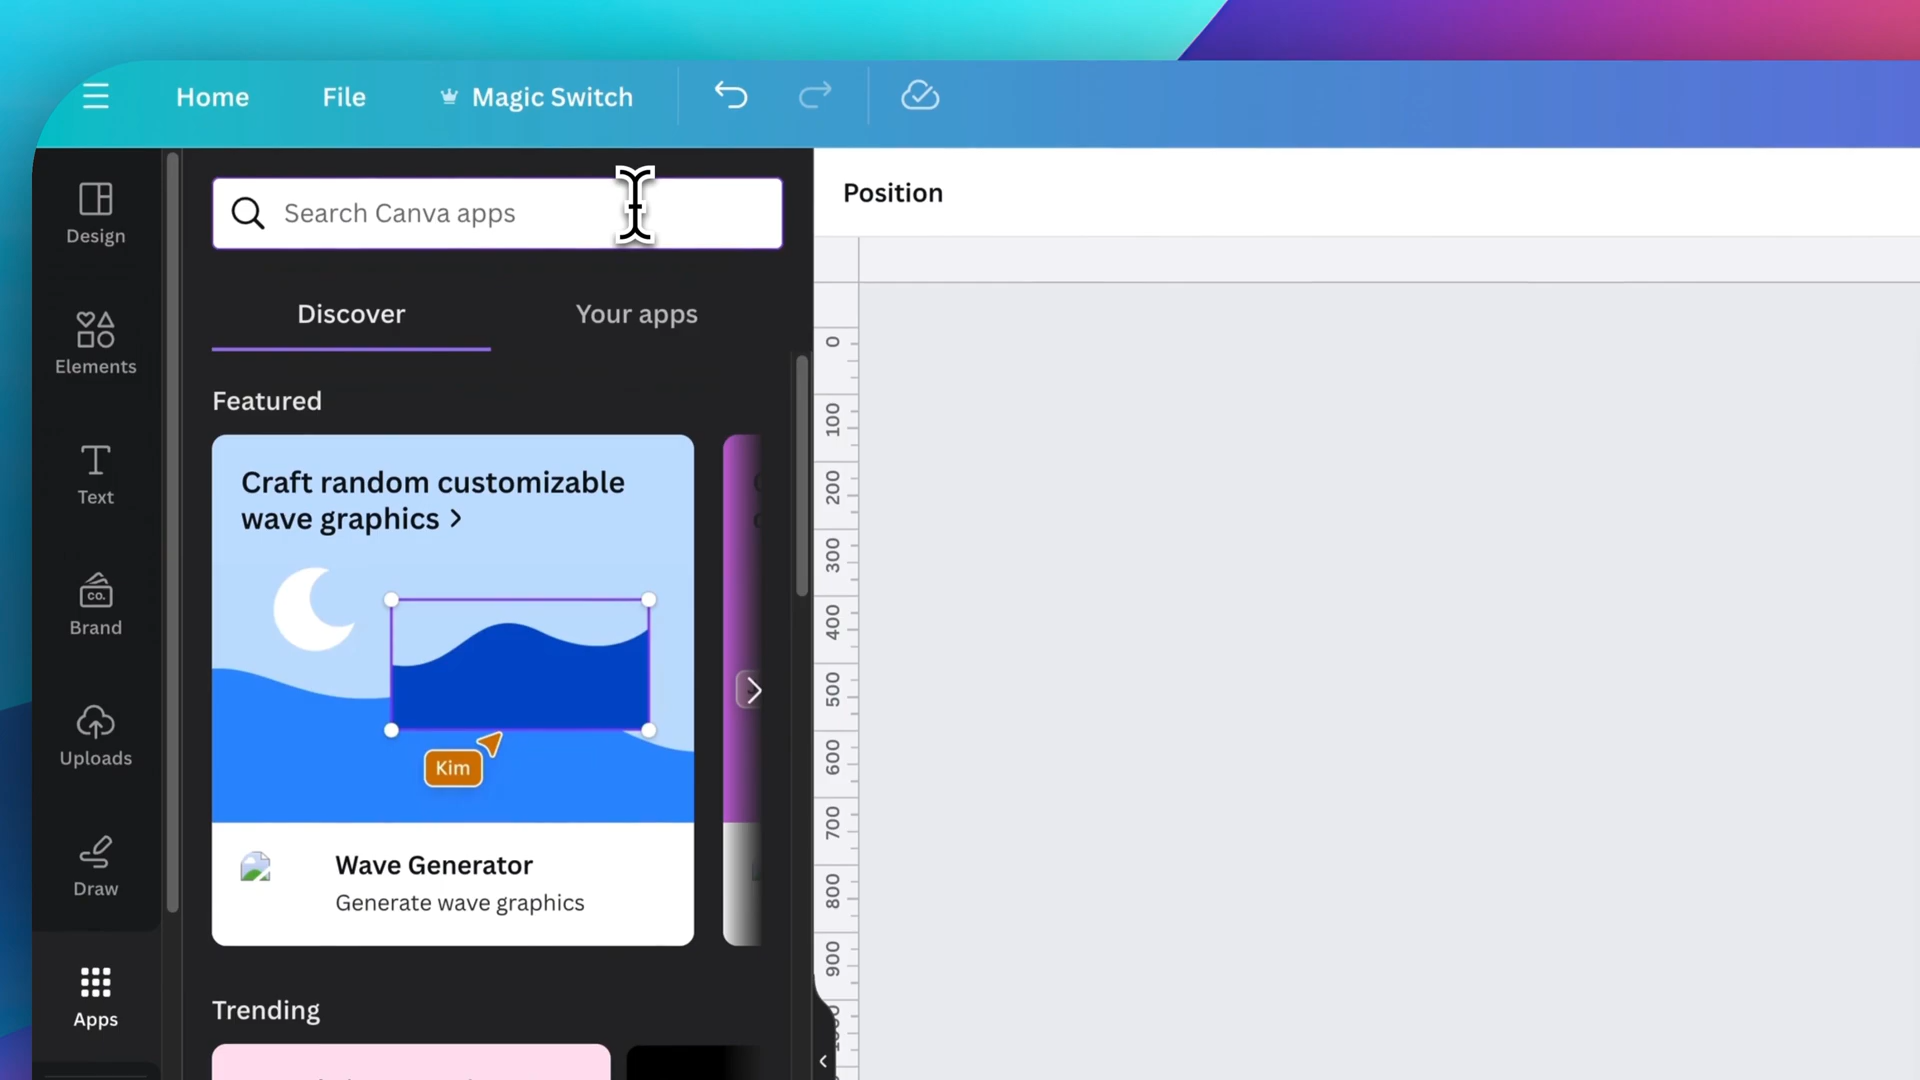 Home
File
Magic Switch
Design
Elements
Text
CO.
Brand
Uploads
Draw
Apps
Search Canva apps
Discover
Your apps
Featured
Craft random customizable
wave graphics >
Kim
Wave Generator
Generate wave graphics
Trending
Position
0
100
200
300
400
500
600
700
800
900